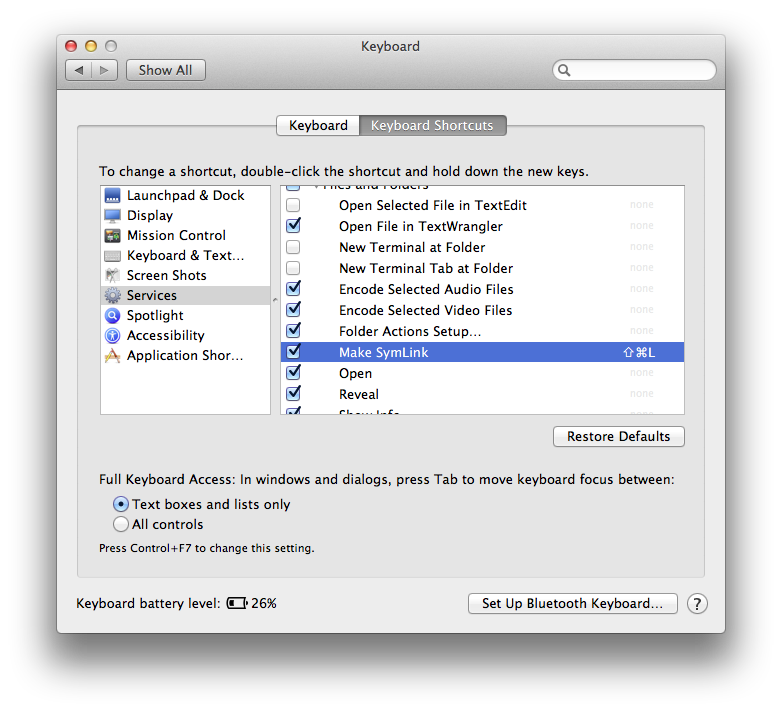 Keyboard
Show All
Keyboard
Keyboard Shortcuts
To change a shortcut, double-click the shortcut and hold down the new keys.
Launchpad & Dock
Display
Mission Control
Keyboard & Text…
Screen Shots
Services
Spotlight
Accessibility
Application Shor…
Files and Folders
Open Selected File in TextEdit none
Open File in TextWrangler none
New Terminal at Folder none
New Terminal Tab at Folder none
Encode Selected Audio Files none
Encode Selected Video Files none
Folder Actions Setup… none
Make SymLink ⇧⌘L
Open none
Reveal none
Show Info
Restore Defaults
Full Keyboard Access: In windows and dialogs, press Tab to move keyboard focus between:
Text boxes and lists only
All controls
Press Control+F7 to change this setting.
Keyboard battery level: 26%
Set Up Bluetooth Keyboard…
?